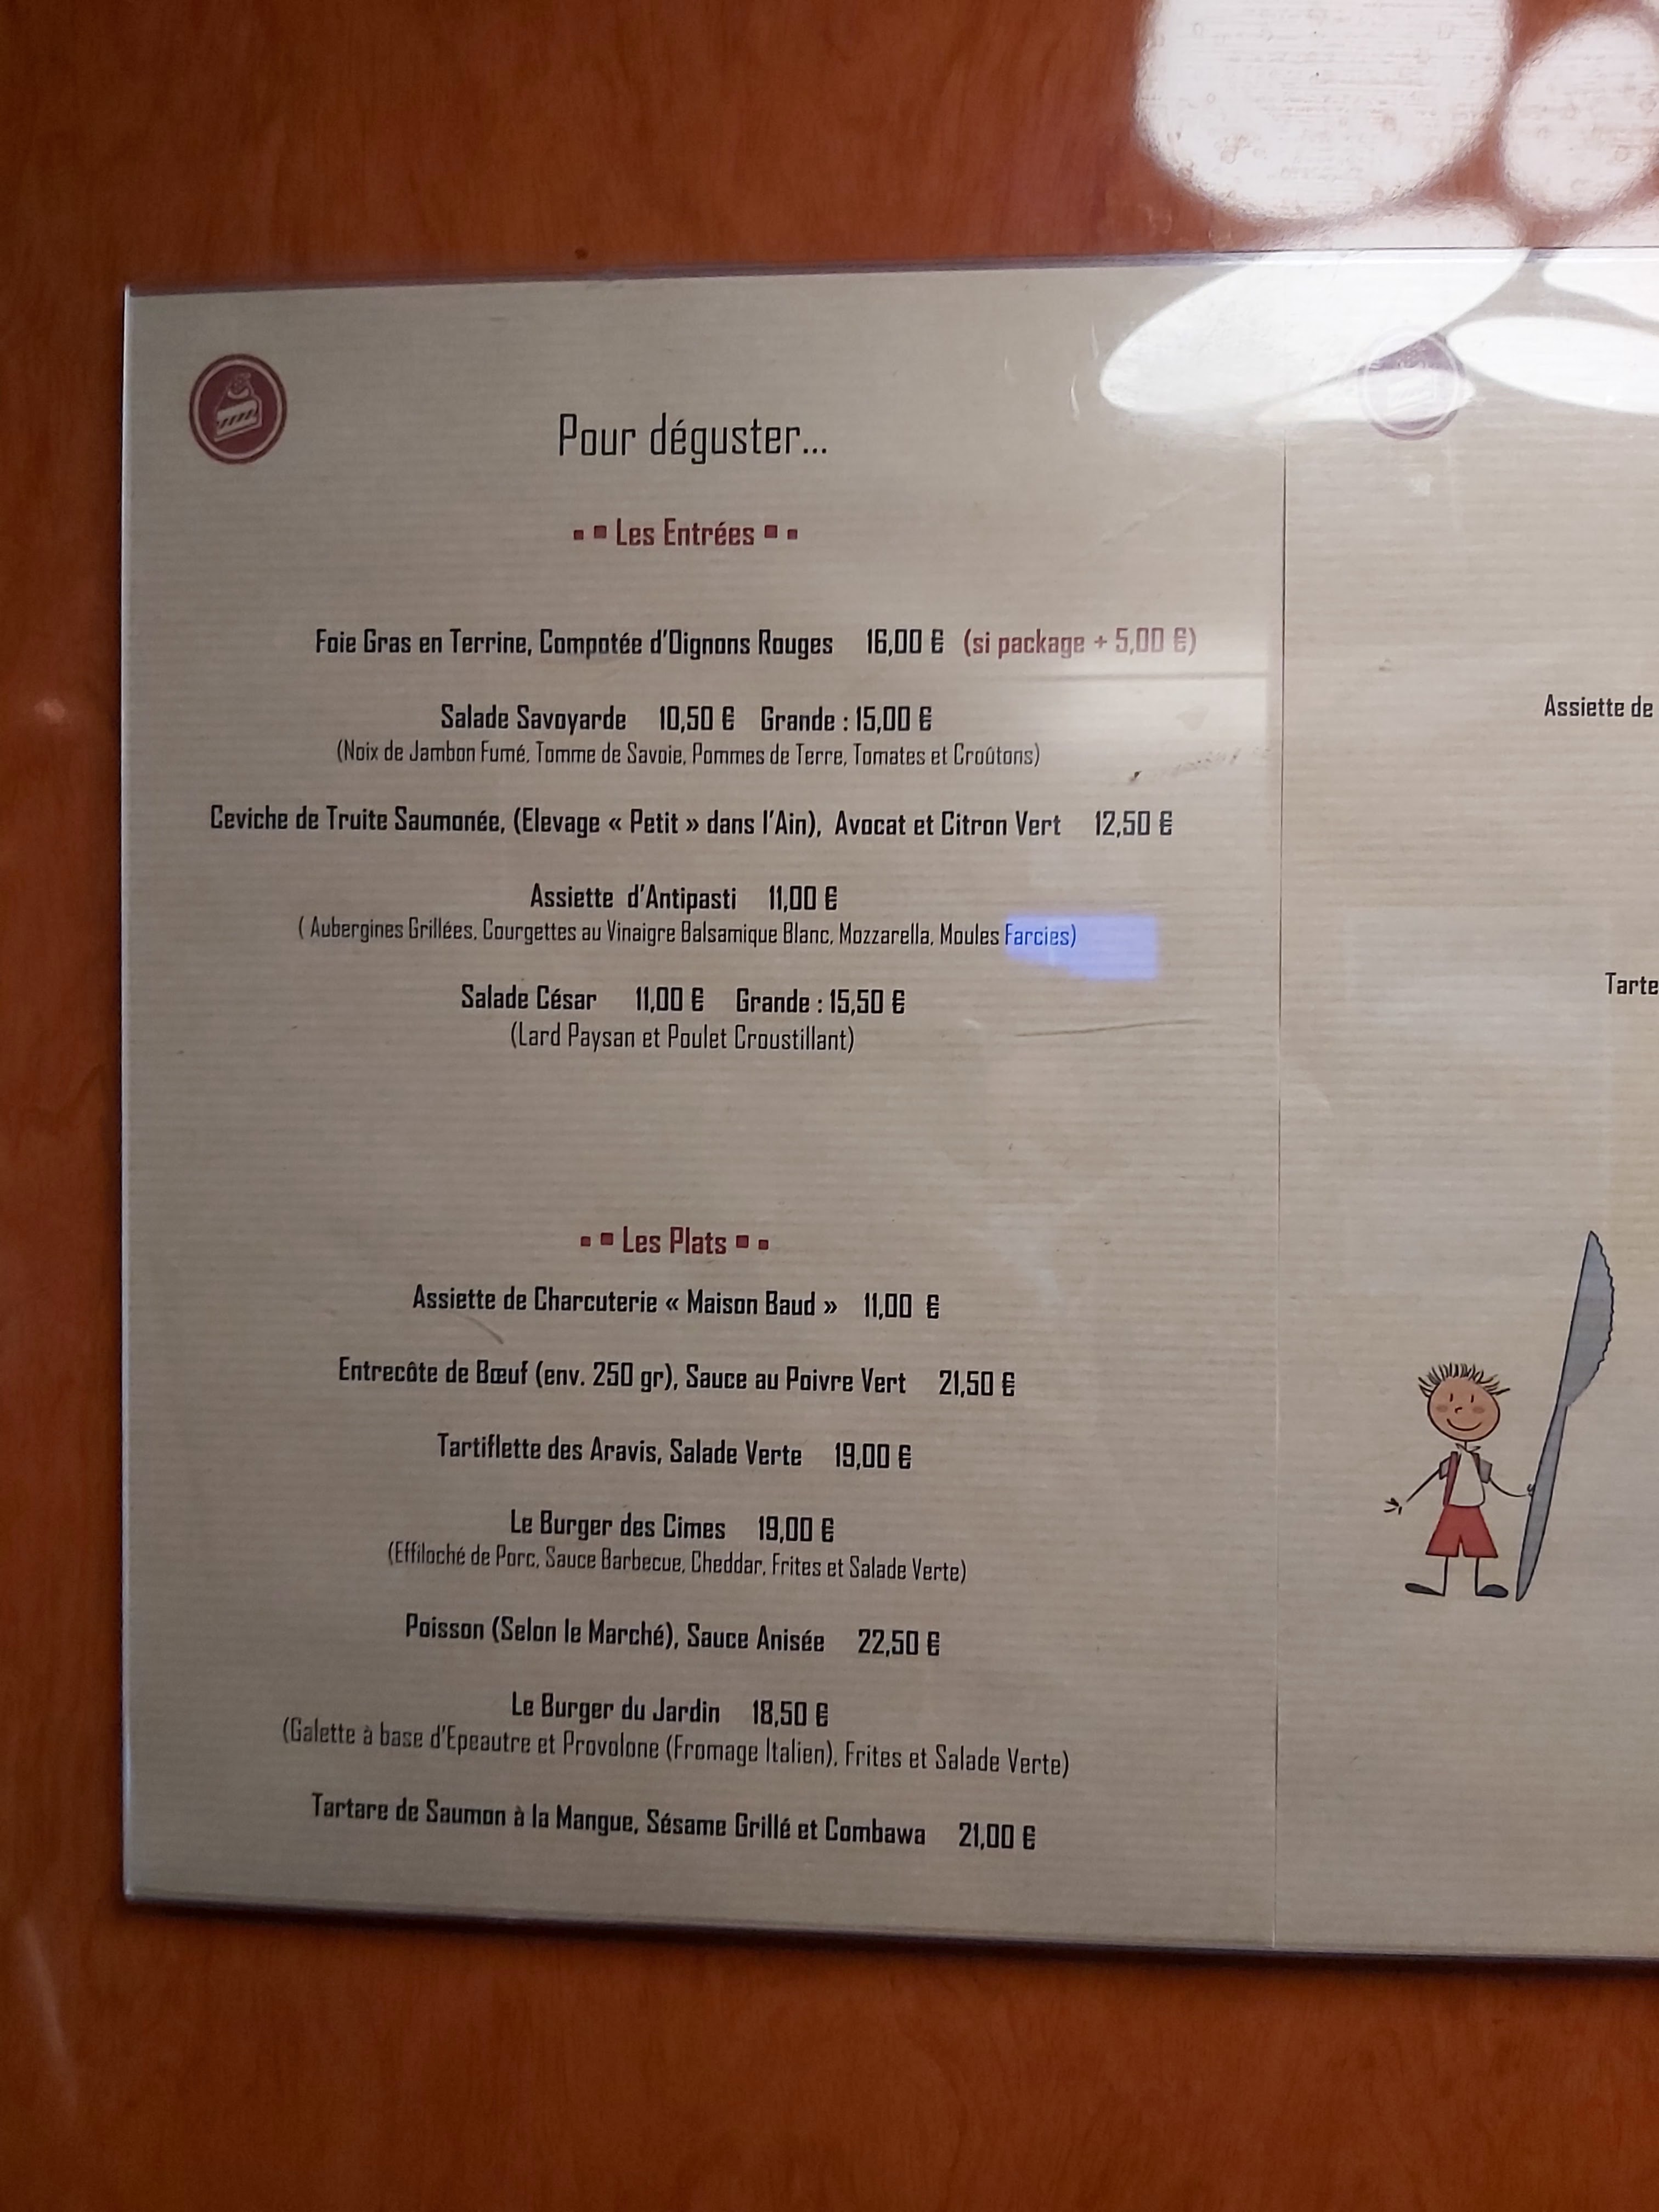 Pour déguster...
Les Entrées
Foie Gras en Terrine, Compotée d'Oignons Rouges 16,00 € (si package + 5,00 €)
Salade Savoyarde 10,50 € Grande : 15,00 €
(Noix de Jambon Fumé, Tomme de Savoie, Pommes de Terre, Tomates et Croûtons)
Ceviche de Truite Saumonée, (Elevage « Petit » dans l'Ain), Avocat et Citron Vert 12,50 €
Assiette d'Antipasti 11,00 €
( Aubergines Grillées, Courgettes au Vinaigre Balsamique Blanc, Mozzarella, Moules Farcies)
Salade César 11,00 € Grande : 15,50 €
(Lard Paysan et Poulet Croustillant)
Les Plats
Assiette de Charcuterie « Maison Baud » 11,00 €
Entrecôte de Bœuf (env. 250 gr), Sauce au Poivre Vert 21,50 €
Tartiflette des Aravis, Salade Verte 19,00 €
Le Burger des Cimes 19,00 €
(Effiloché de Porc, Sauce Barbecue, Cheddar, Frites et Salade Verte)
Poisson (Selon le Marché), Sauce Anisée 22,50 €
Le Burger du Jardin 18,50 €
(Galette à base d'Epeautre et Provolone (Fromage Italien), Frites et Salade Verte)
Tartare de Saumon à la Mangue, Sésame Grillé et Combawa 21,00 €
Assiette de
Tarte